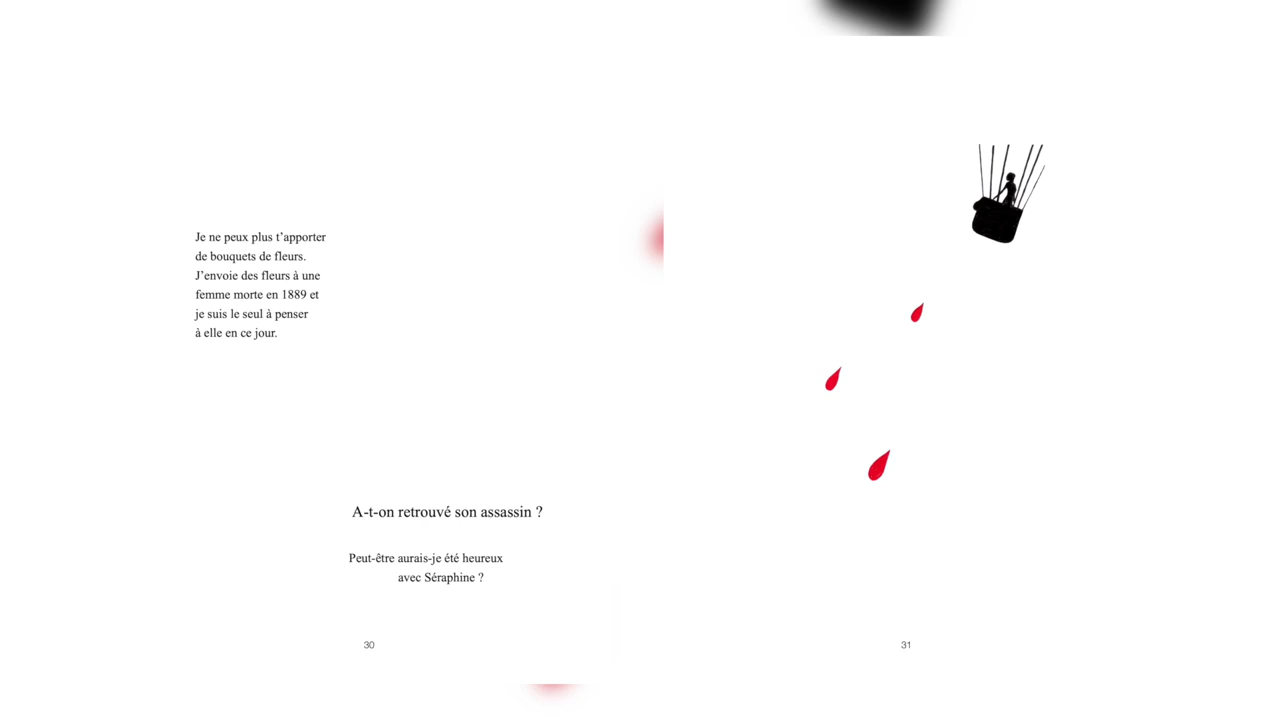 Je ne peux plus t’apporter
de bouquets de fleurs.
J’envoie des fleurs à une
femme morte en 1889 et
je suis le seul à penser
à elle en ce jour.
A-t-on retrouvé son assassin ?
Peut-être aurais-je été heureux
avec Séraphine ?
30
31